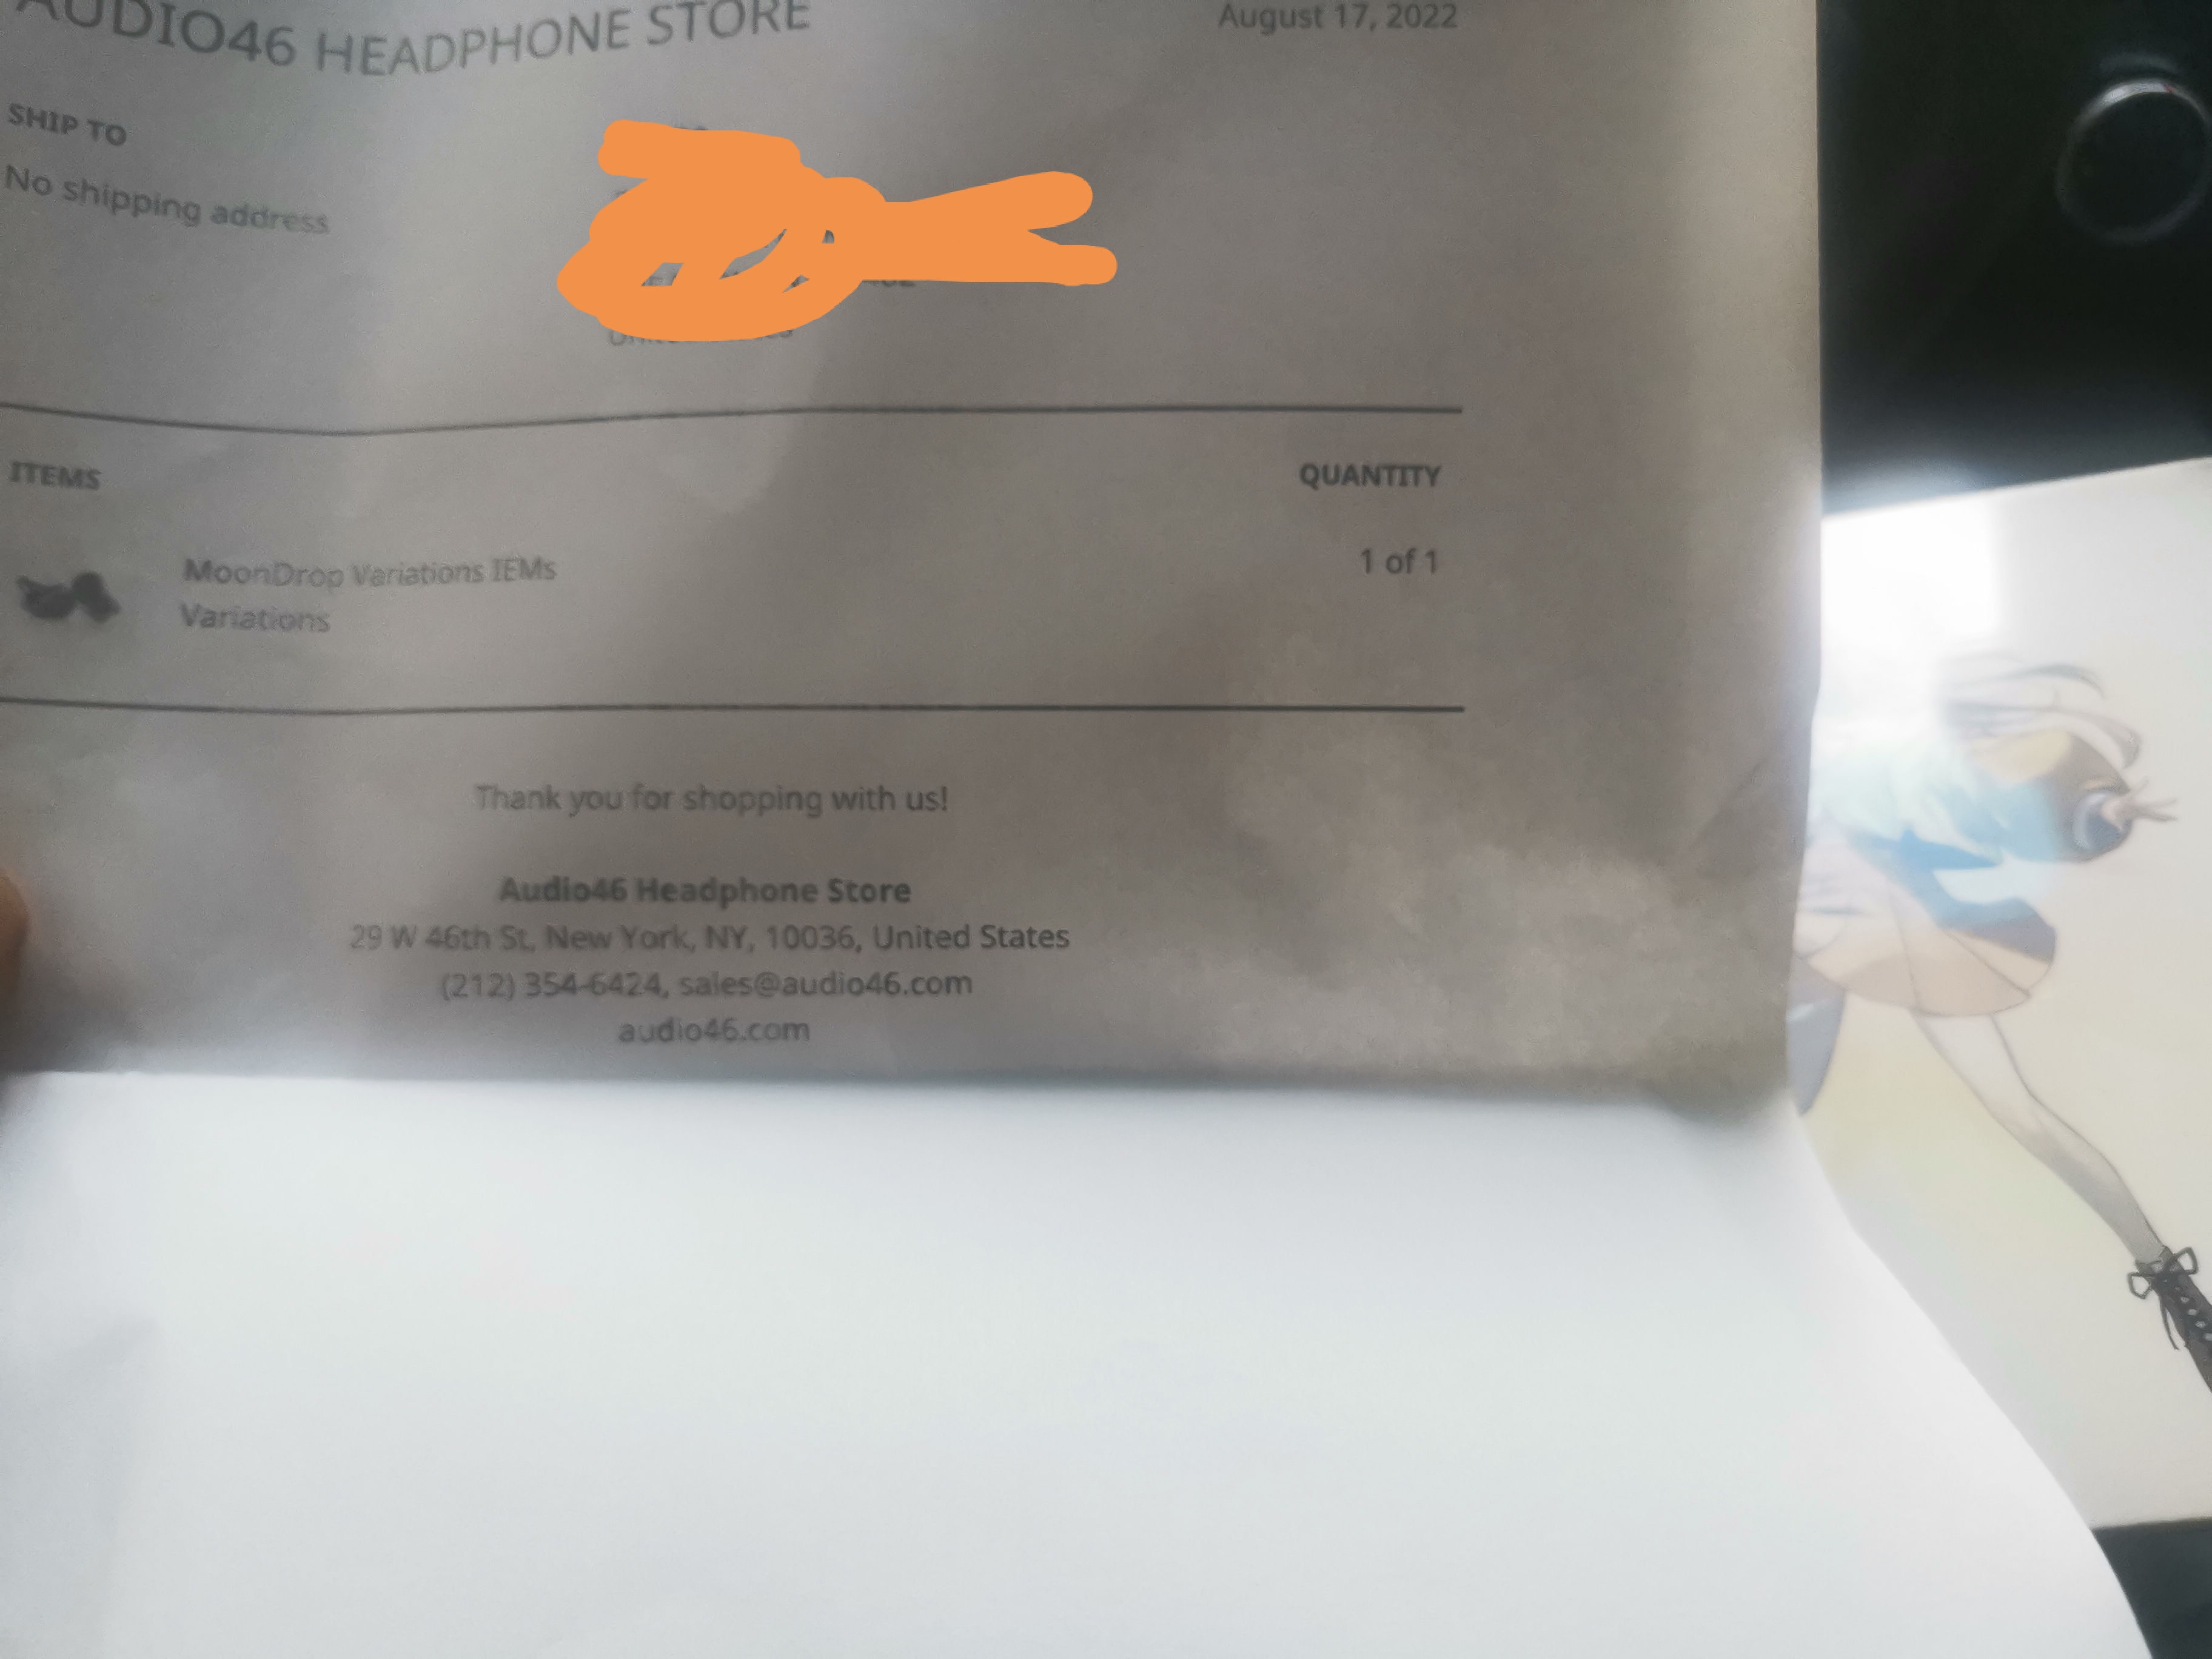 AUDIO46 HEADPHONE STORE
August 17, 2022
SHIP TO
No shipping address
ITEMS
QUANTITY
MoonDrop Variations IEMs
1 of 1
Variations
Thank you for shopping with us!
Audio46 Headphone Store
29 W 46th St, New York, NY, 10036, United States
(212) 354-6424, sales@audio46.com
audio46.com